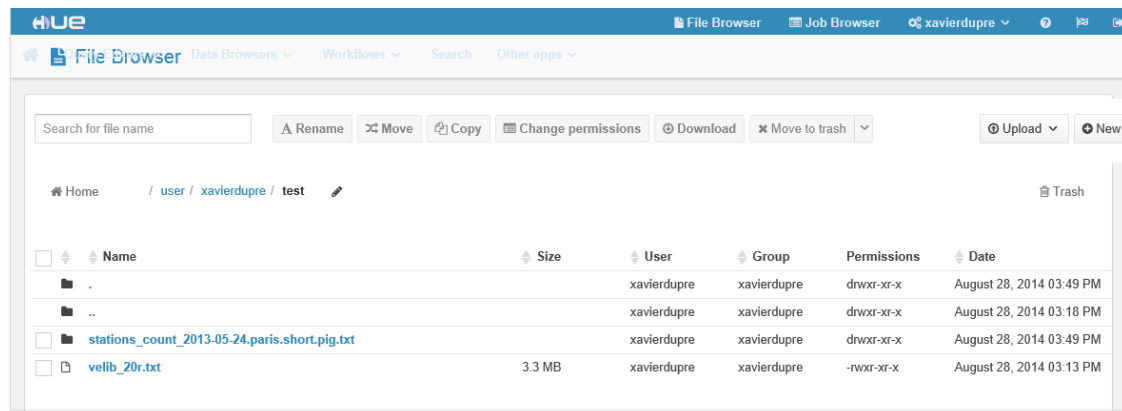 HUE File Browser Job Browser xavierdupre
File Browser Data Browsers Workflows Search Other apps
Search for file name Rename Move Copy Change permissions Download Move to trash Upload New
Home / user / xavierdupre / test Trash
Name Size User Group Permissions Date
. xavierdupre xavierdupre drwxr-xr-x August 28, 2014 03:49 PM
.. xavierdupre xavierdupre drwxr-xr-x August 28, 2014 03:18 PM
stations_count_2013-05-24.paris.short.pig.txt xavierdupre xavierdupre drwxr-xr-x August 28, 2014 03:49 PM
velib_20r.txt 3.3 MB xavierdupre xavierdupre -rwxr-xr-x August 28, 2014 03:13 PM